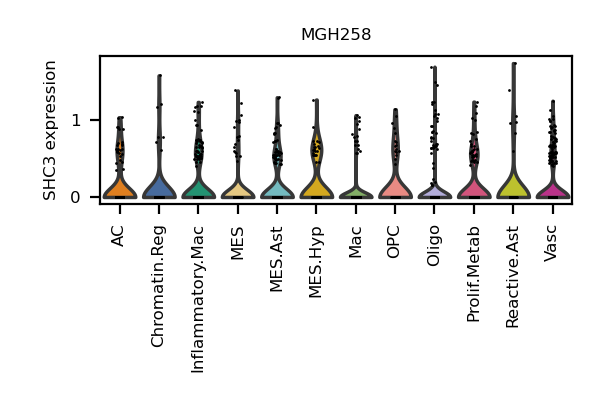 MGH258
SHC3 expression
1
0
AC
Chromatin.Reg
Inflammatory.Mac
MES
MES.Ast
MES.Hyp
Mac
OPC
Oligo
Prolif.Metab
Reactive.Ast
Vasc